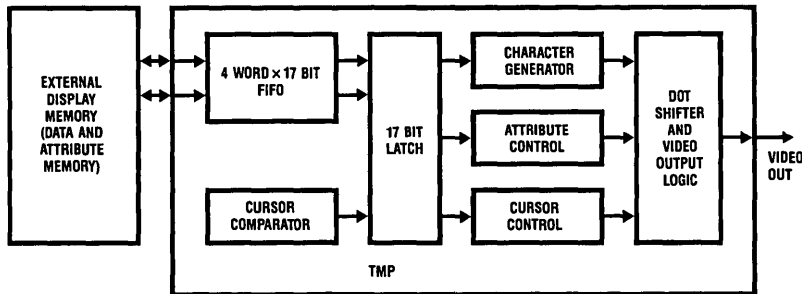 EXTERNAL
DISPLAY
MEMORY
(DATA AND
ATTRIBUTE
MEMORY)
4 WORD × 17 BIT
FIFO
CURSOR
COMPARATOR
17 BIT
LATCH
CHARACTER
GENERATOR
ATTRIBUTE
CONTROL
CURSOR
CONTROL
DOT
SHIFTER
AND
VIDEO
OUTPUT
LOGIC
VIDEO
OUT
TMP